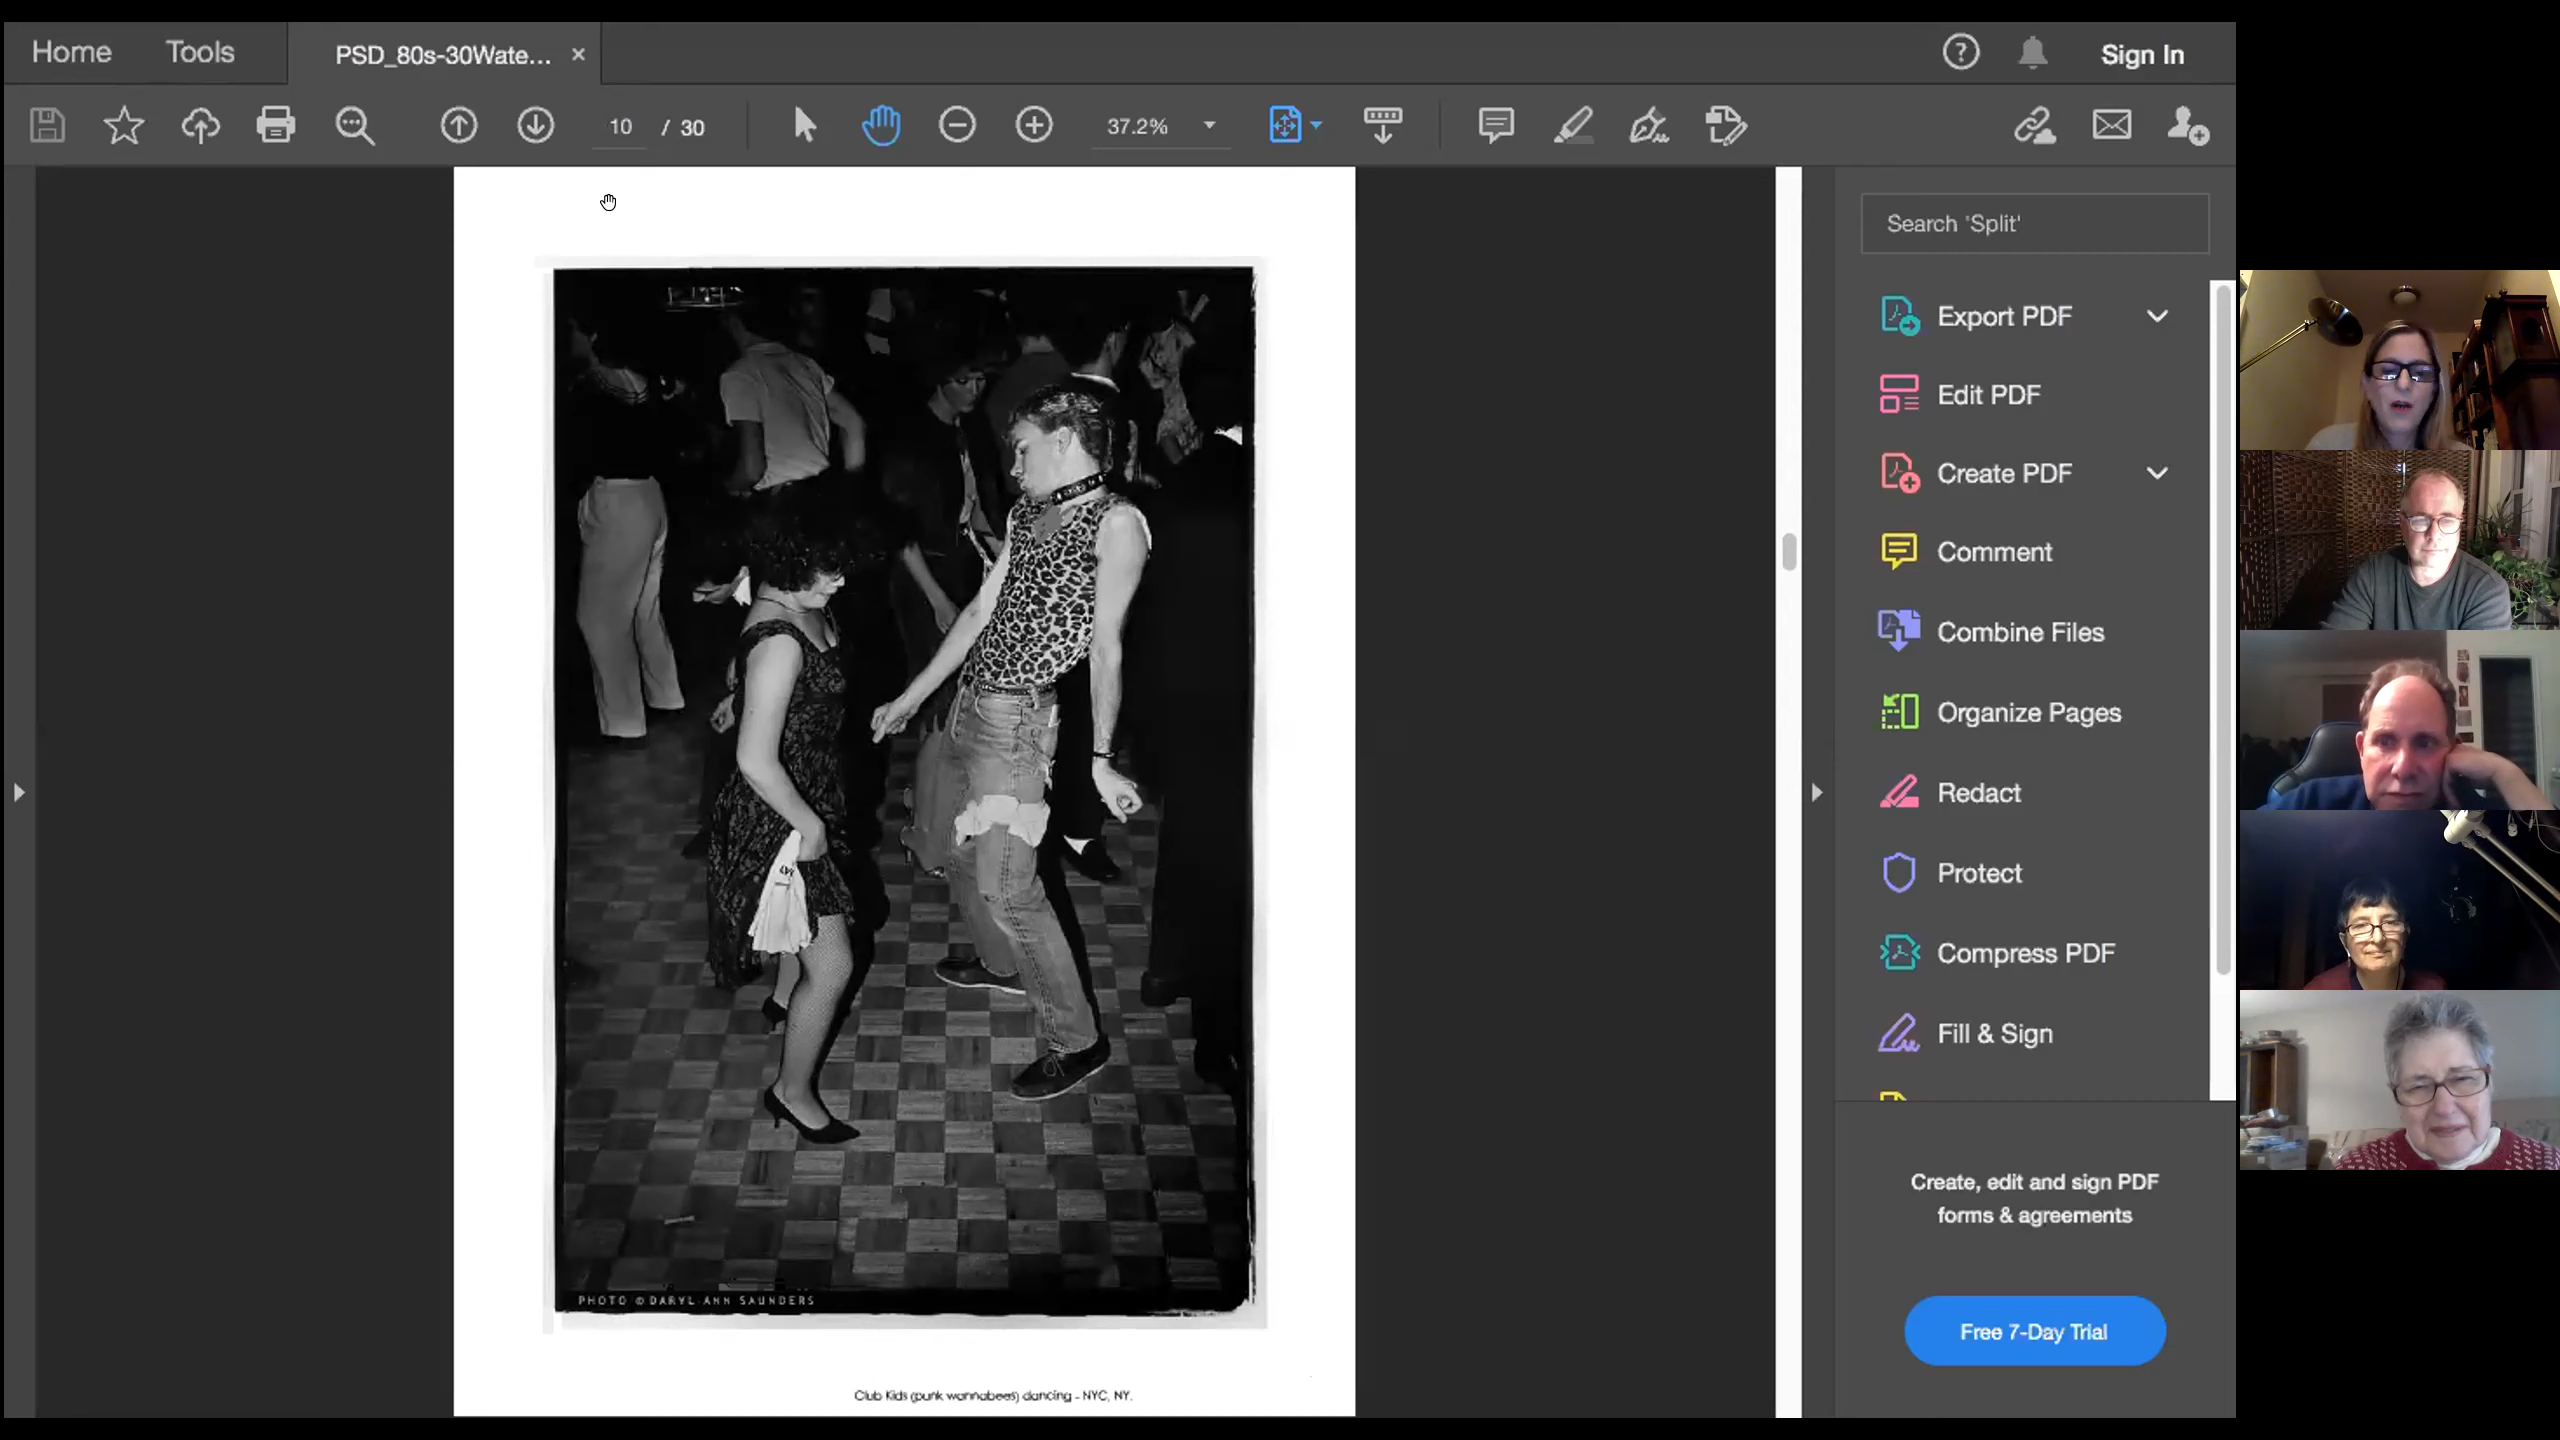 Home Tools PSD_80s-30Wate... × Sign In
10 / 30 37.2%
Search 'Split'
Export PDF
Edit PDF
Create PDF
Comment
Combine Files
Organize Pages
Redact
Protect
Compress PDF
Fill & Sign
Create, edit and sign PDF
forms & agreements
Free 7-Day Trial
PHOTO © DARYL-ANN SAUNDERS
Club Kids (punk wannabees) dancing - NYC, NY.